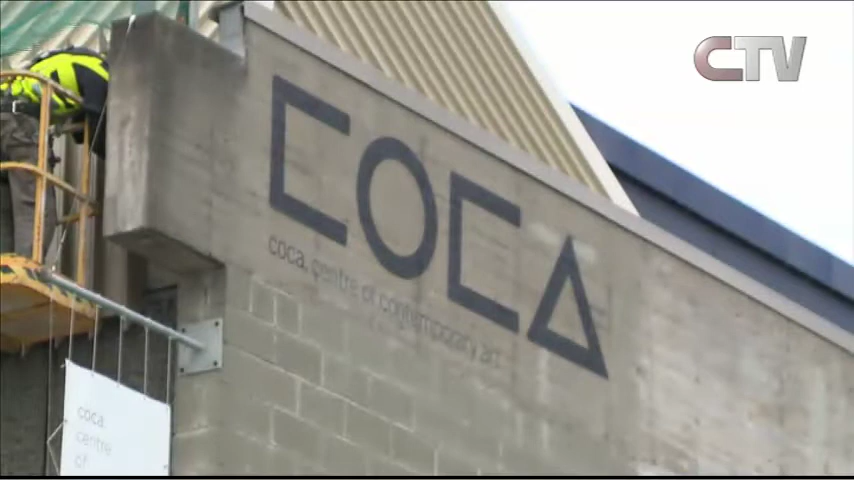 CTV
COCA
coca. centre of contemporary art
coca.
centre
of